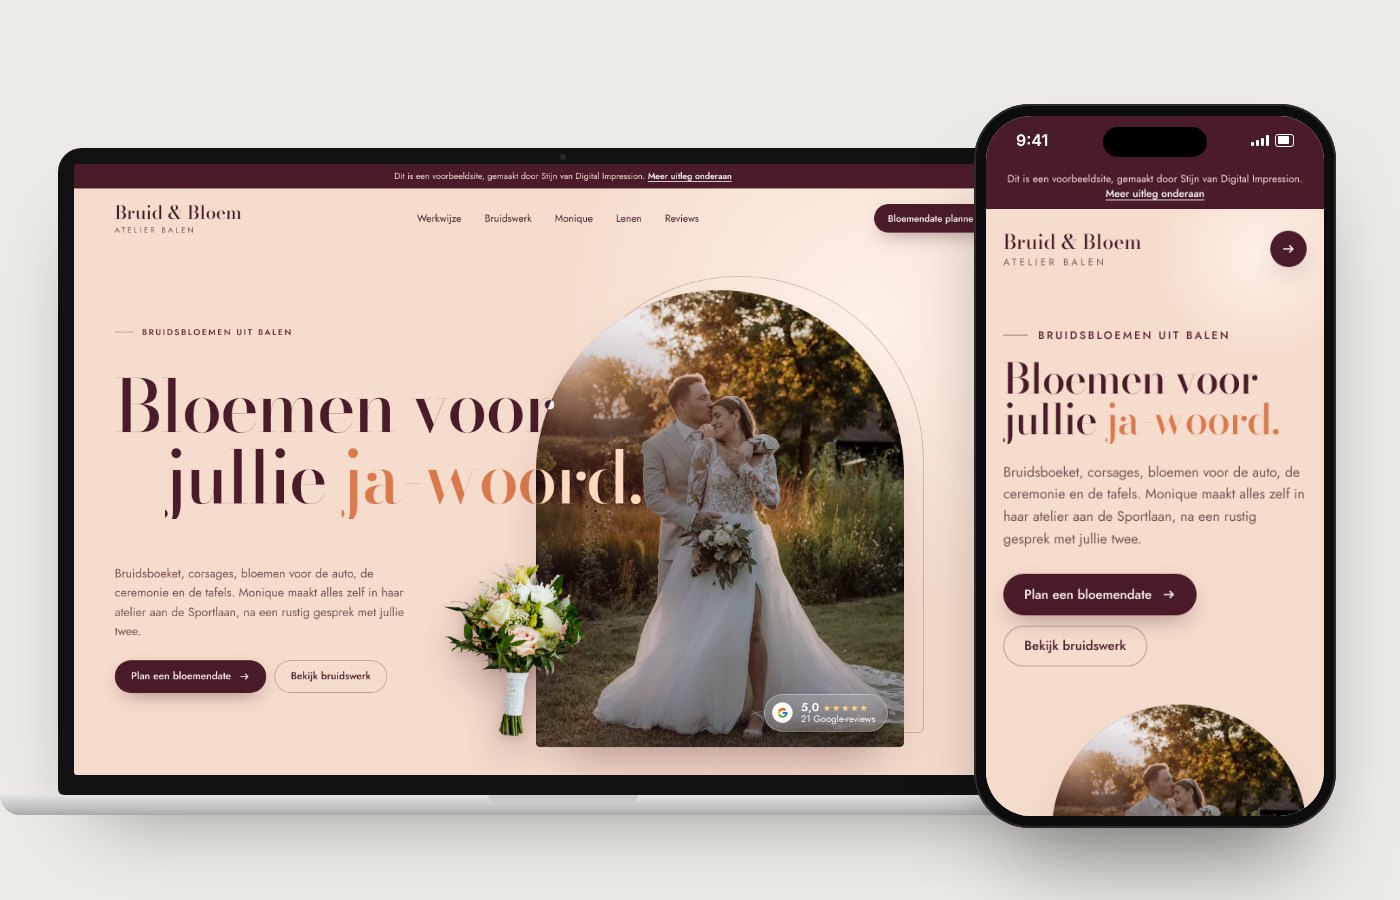 Dit is een voorbeeldsite, gemaakt door Stijn van Digital Impression. Meer uitleg onderaan
Bruid & Bloem
ATELIER BALEN
Werkwijze
Bruidswerk
Monique
Lenen
Reviews
Bloemendate planne
BRUIDSBLOEMEN UIT BALEN
Bloemen voor
jullie ja-woord.
Bruidsboeket, corsages, bloemen voor de auto, de
ceremonie en de tafels. Monique maakt alles zelf in haar
atelier aan de Sportlaan, na een rustig gesprek met jullie
twee.
Plan een bloemendate →
Bekijk bruidswerk
G
5,0 ★★★★★
21 Google-reviews
9:41
Dit is een voorbeeldsite, gemaakt door Stijn van Digital Impression.
Meer uitleg onderaan
Bruid & Bloem
ATELIER BALEN
→
BRUIDSBLOEMEN UIT BALEN
Bloemen voor
jullie ja-woord.
Bruidsboeket, corsages, bloemen voor de auto, de
ceremonie en de tafels. Monique maakt alles zelf in
haar atelier aan de Sportlaan, na een rustig
gesprek met jullie twee.
Plan een bloemendate →
Bekijk bruidswerk